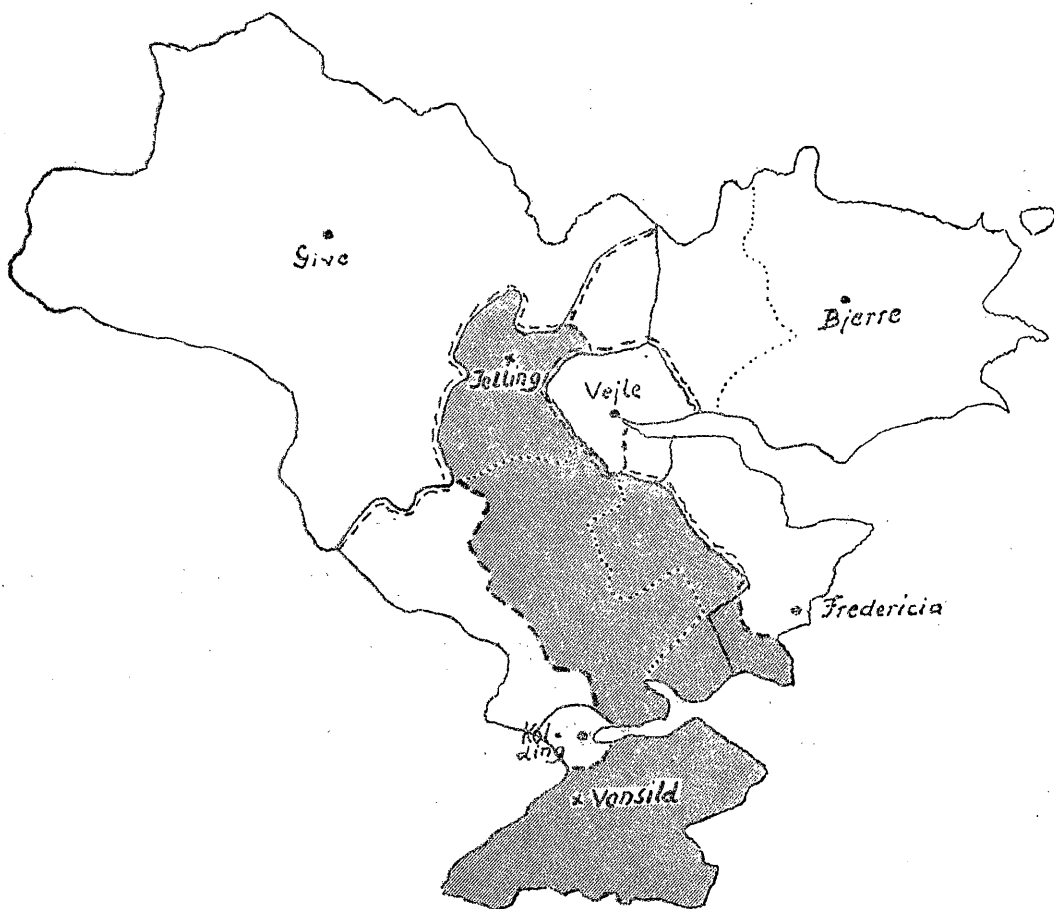 Give
Bjerre
Jelling
Vejle
Fredericia
Kol-
ding
Vonsild